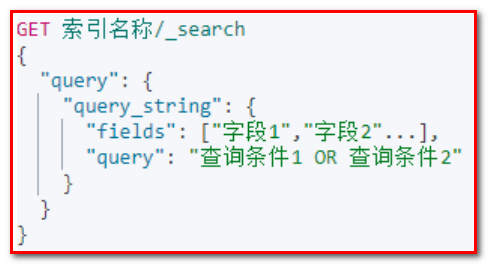 GET 索引名称/_search
{
  "query": {
    "query_string": {
      "fields": ["字段1","字段2"...],
      "query": "查询条件1 OR 查询条件2"
    }
  }
}